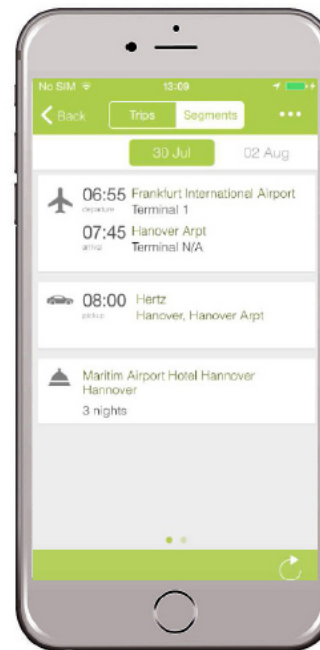 No SIM 13:09
Back Trips Segments
30 Jul 02 Aug
06:55 Frankfurt International Airport
departure Terminal 1
07:45 Hanover Arpt
arrival Terminal N/A
08:00 Hertz
pickup Hanover, Hanover Arpt
Maritim Airport Hotel Hannover
Hannover
3 nights